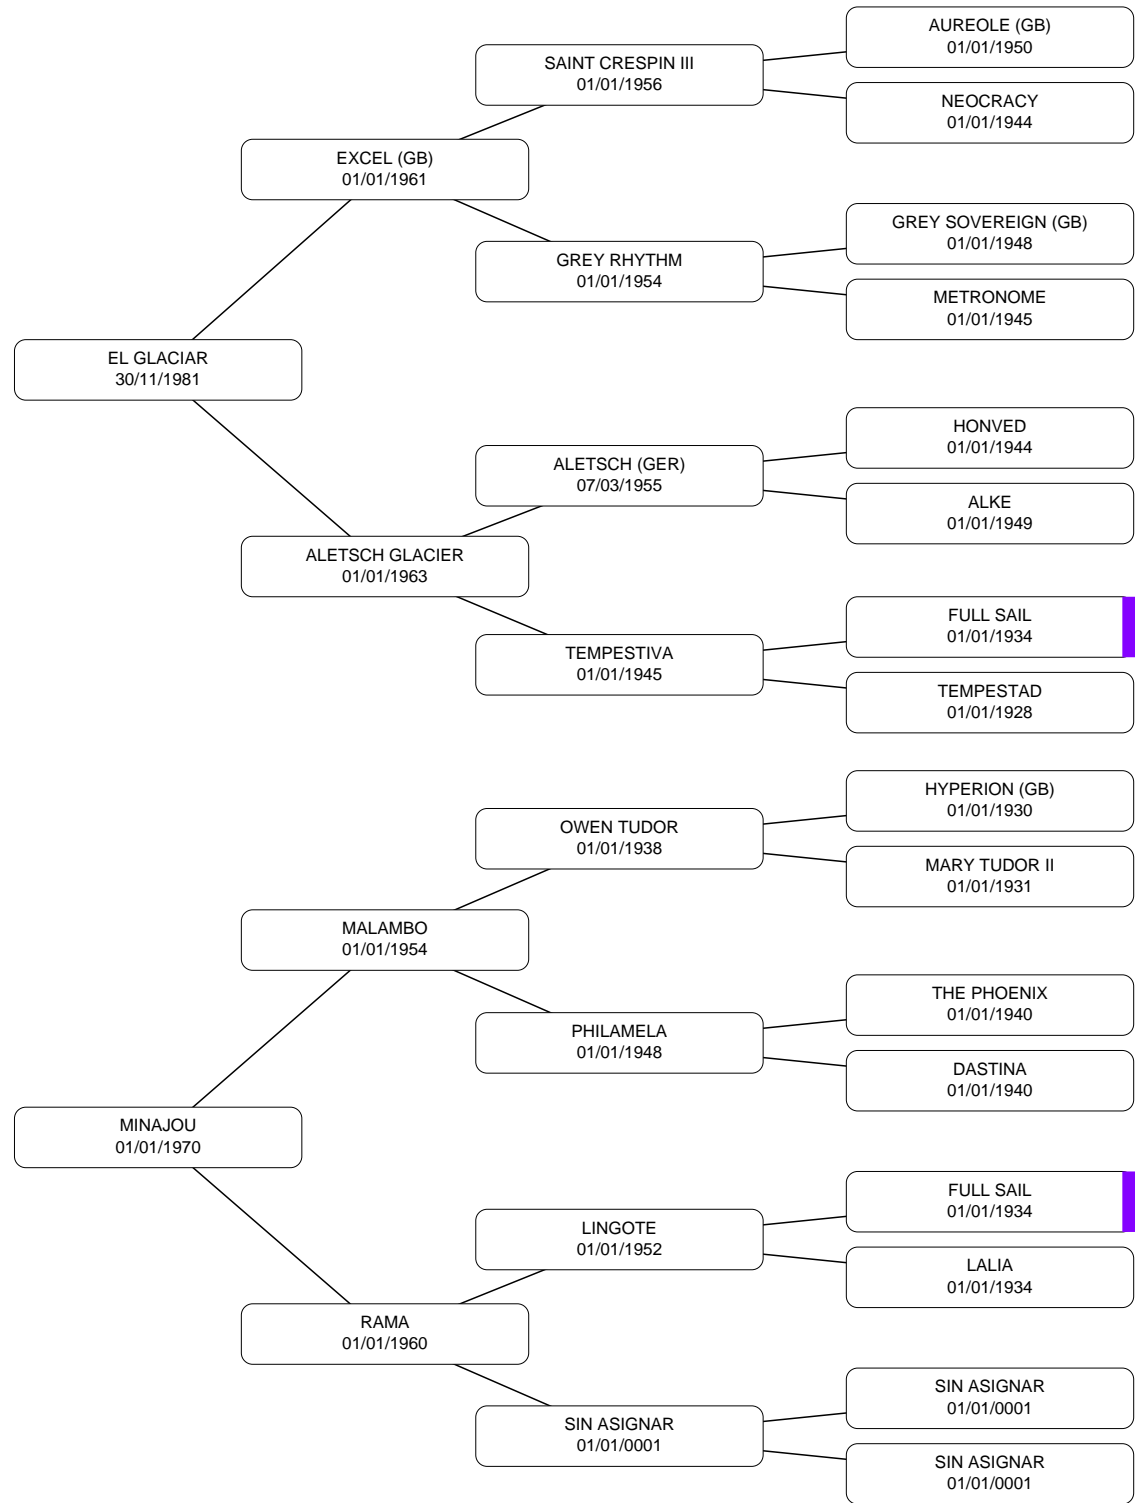 AUREOLE (GB)
01/01/1950
SAINT CRESPIN III
01/01/1956
NEOCRACY
01/01/1944
EXCEL (GB)
01/01/1961
GREY SOVEREIGN (GB)
01/01/1948
GREY RHYTHM
01/01/1954
METRONOME
01/01/1945
EL GLACIAR
30/11/1981
HONVED
01/01/1944
ALETSCH (GER)
07/03/1955
ALKE
01/01/1949
ALETSCH GLACIER
01/01/1963
FULL SAIL
01/01/1934
TEMPESTIVA
01/01/1945
TEMPESTAD
01/01/1928
HYPERION (GB)
01/01/1930
OWEN TUDOR
01/01/1938
MARY TUDOR II
01/01/1931
MALAMBO
01/01/1954
THE PHOENIX
01/01/1940
PHILAMELA
01/01/1948
DASTINA
01/01/1940
MINAJOU
01/01/1970
FULL SAIL
01/01/1934
LINGOTE
01/01/1952
LALIA
01/01/1934
RAMA
01/01/1960
SIN ASIGNAR
01/01/0001
SIN ASIGNAR
01/01/0001
SIN ASIGNAR
01/01/0001